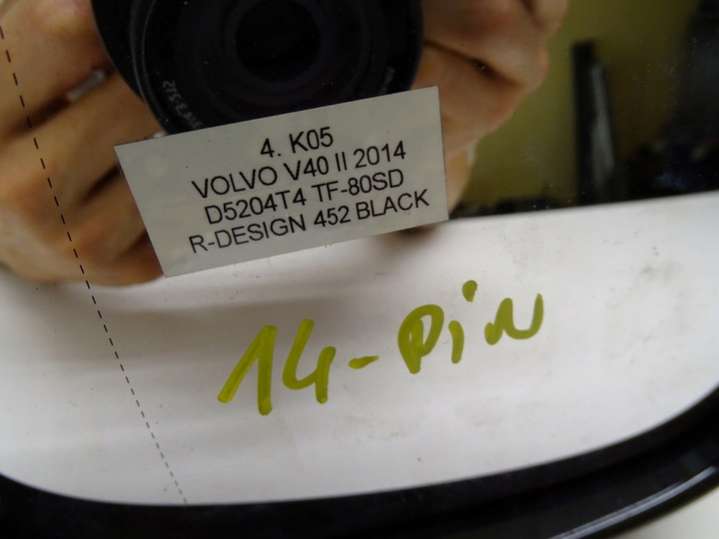 4. K05
VOLVO V40 II 2014
D5204T4 TF-80SD
R-DESIGN 452 BLACK
14-PiN